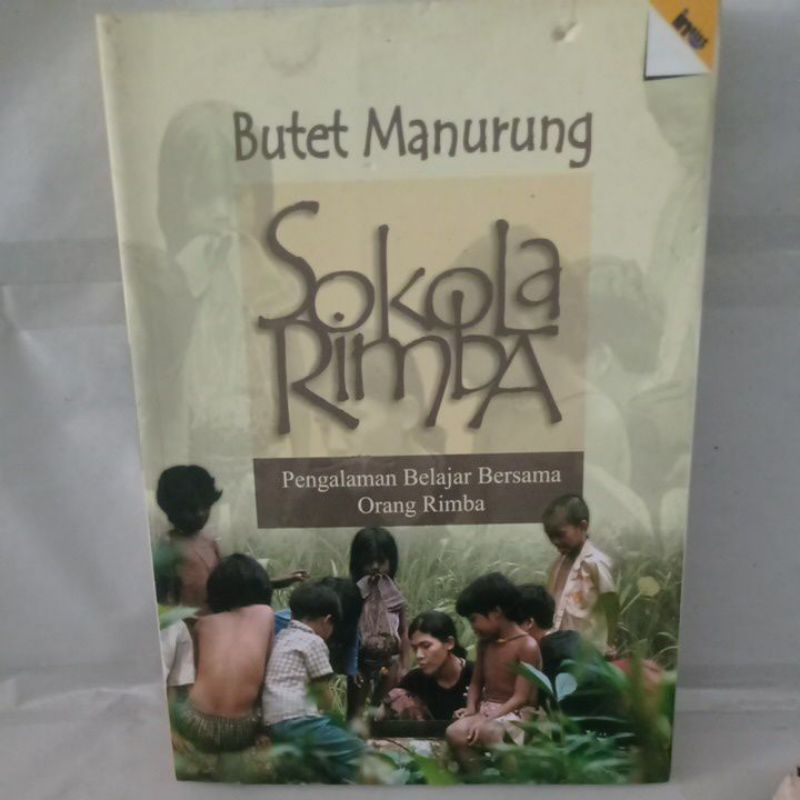 Butet Manurung
Sokola
Rimba
Pengalaman Belajar Bersama
Orang Rimba